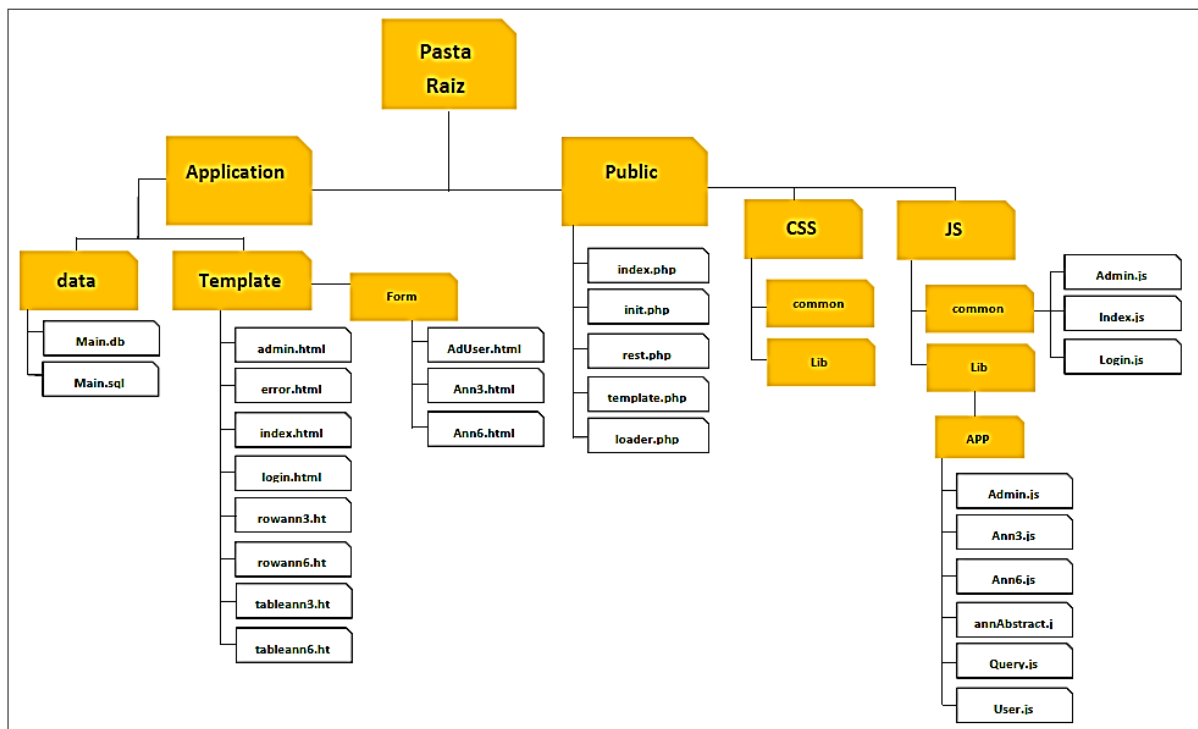 Pasta
Raiz
Application
Public
CSS
JS
data
Template
Form
common
Lib
common
Lib
APP
Main.db
Main.sql
admin.html
error.html
index.html
login.html
rowann3.ht
rowann6.ht
tableann3.ht
tableann6.ht
AdUser.html
Ann3.html
Ann6.html
index.php
init.php
rest.php
template.php
loader.php
Admin.js
Index.js
Login.js
Admin.js
Ann3.js
Ann6.js
annAbstract.j
Query.js
User.js